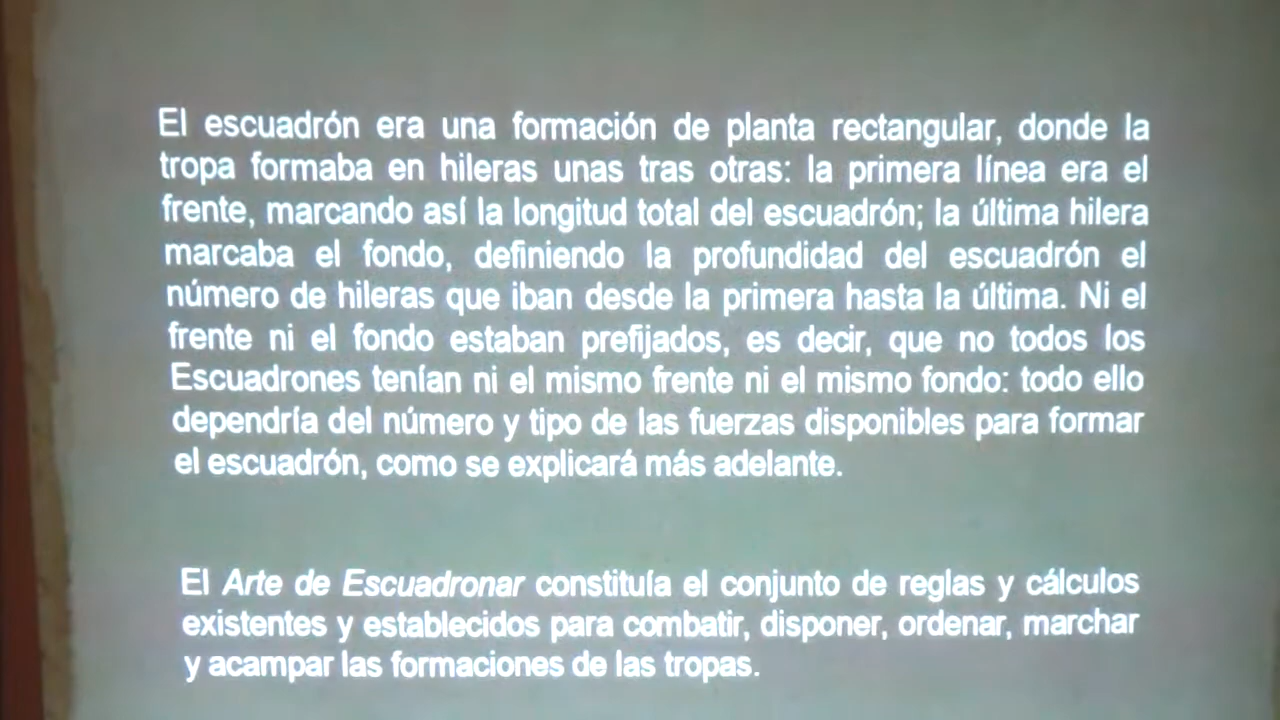 El escuadrón era una formación de planta rectangular, donde la
tropa formaba en hileras unas tras otras: la primera línea era el
frente, marcando así la longitud total del escuadrón; la última hilera
marcaba el fondo, definiendo la profundidad del escuadrón el
número de hileras que iban desde la primera hasta la última. Ni el
frente ni el fondo estaban prefijados, es decir, que no todos los
Escuadrones tenían ni el mismo frente ni el mismo fondo: todo ello
dependría del número y tipo de las fuerzas disponibles para formar
el escuadrón, como se explicará más adelante.
El Arte de Escuadronar constituía el conjunto de reglas y cálculos
existentes y establecidos para combatir, disponer, ordenar, marchar
y acampar las formaciones de las tropas.